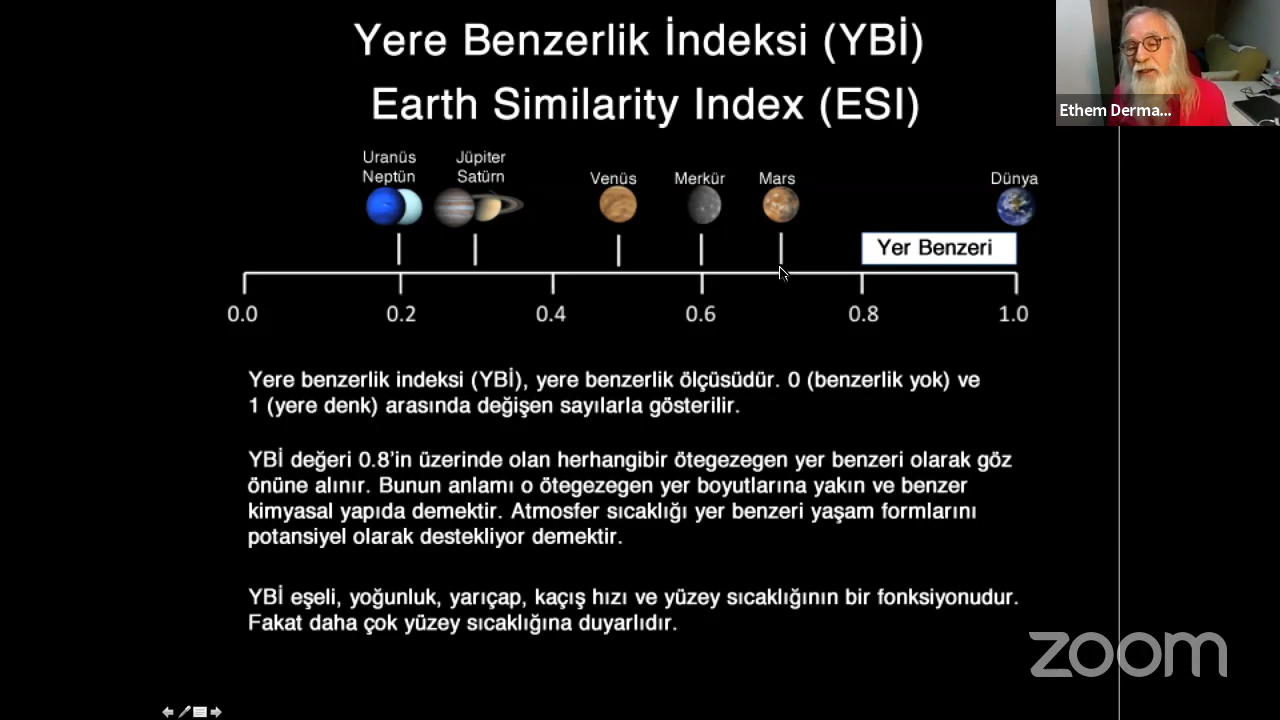 Yere Benzerlik İndeksi (YBİ)
Earth Similarity Index (ESI)
Ethem Derma...
Uranüs
Neptün
Jüpiter
Satürn
Venüs
Merkür
Mars
Dünya
Yer Benzeri
0.0
0.2
0.4
0.6
0.8
1.0
Yere benzerlik indeksi (YBİ), yere benzerlik ölçüsüdür. 0 (benzerlik yok) ve
1 (yere denk) arasında değişen sayılarla gösterilir.
YBİ değeri 0.8'in üzerinde olan herhangibir ötegezegen yer benzeri olarak göz
önüne alınır. Bunun anlamı o ötegezegen yer boyutlarına yakın ve benzer
kimyasal yapıda demektir. Atmosfer sıcaklığı yer benzeri yaşam formlarını
potansiyel olarak destekliyor demektir.
YBİ eşeli, yoğunluk, yarıçap, kaçış hızı ve yüzey sıcaklığının bir fonksiyonudur.
Fakat daha çok yüzey sıcaklığına duyarlıdır.
zoom